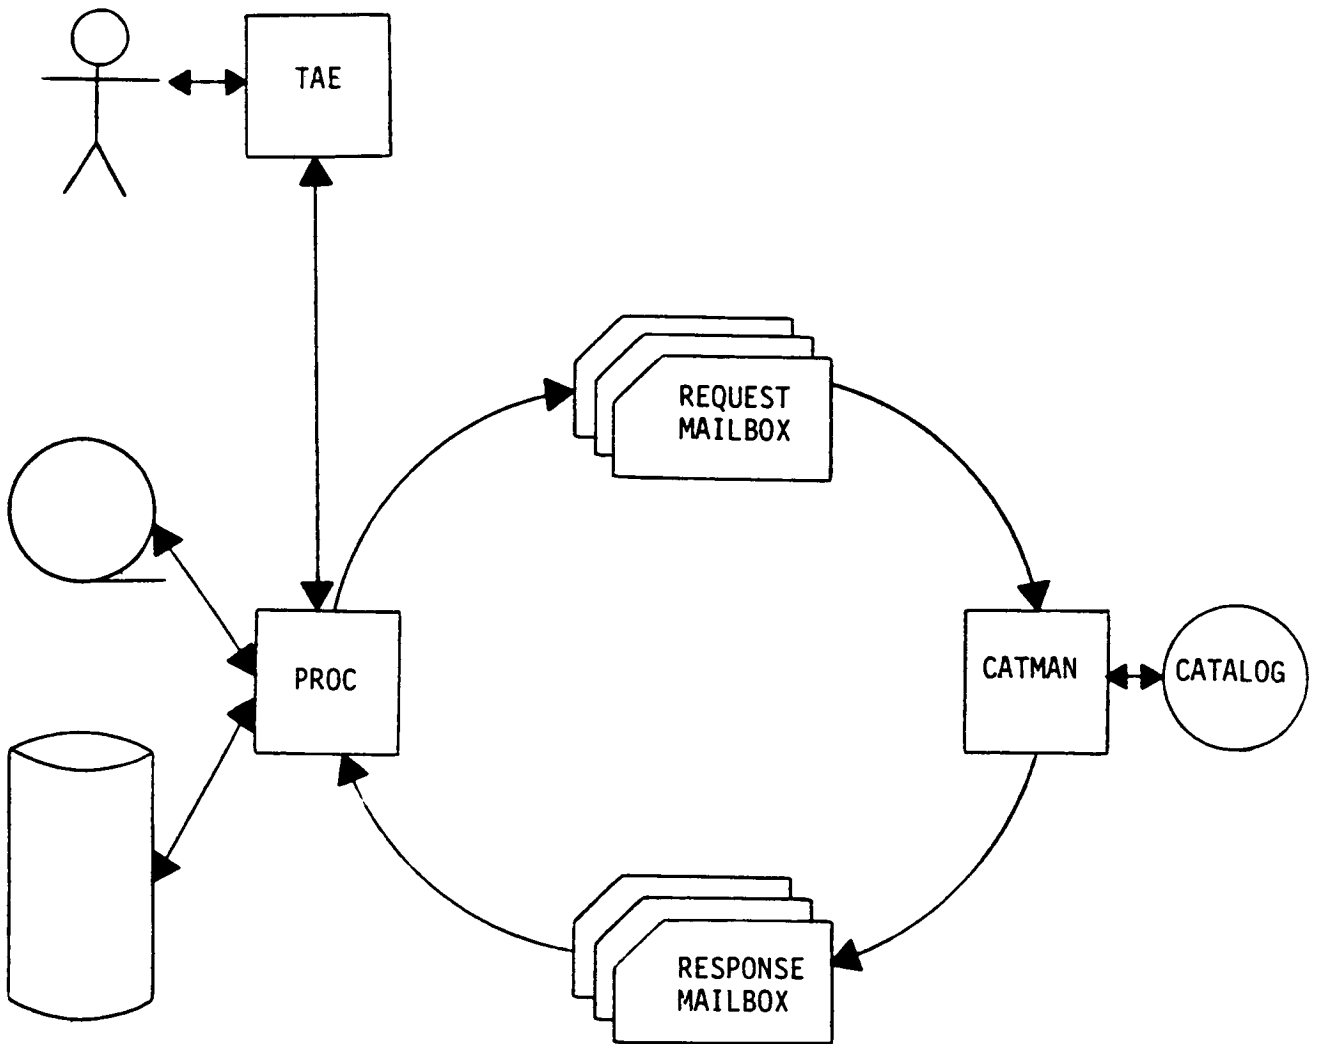 TAE
REQUEST
MAILBOX
PROC
CATMAN
CATALOG
RESPONSE
MAILBOX